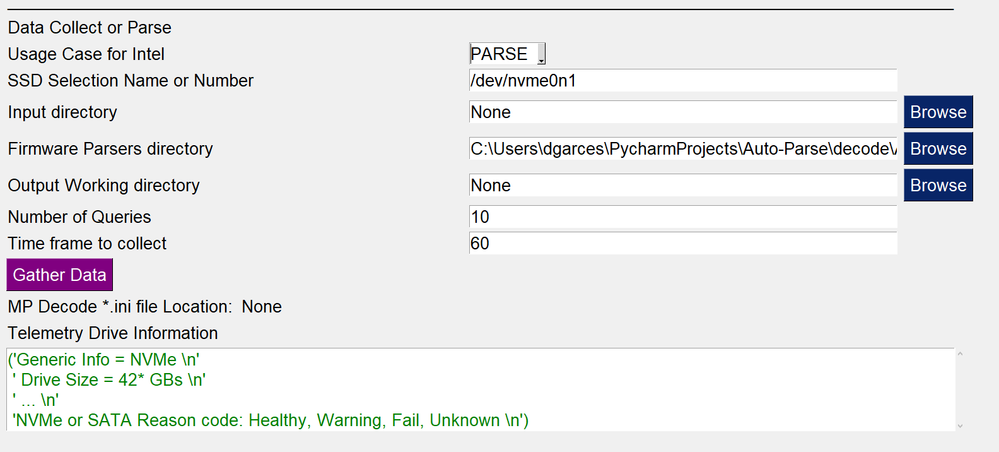 Data Collect or Parse
Usage Case for Intel PARSE
SSD Selection Name or Number /dev/nvme0n1
Input directory None Browse
Firmware Parsers directory C:\Users\dgarces\PycharmProjects\Auto-Parse\decode\ Browse
Output Working directory None Browse
Number of Queries 10
Time frame to collect 60
Gather Data
MP Decode *.ini file Location: None
Telemetry Drive Information
('Generic Info = NVMe \n'
' Drive Size = 42* GBs \n'
' ... \n'
'NVMe or SATA Reason code: Healthy, Warning, Fail, Unknown \n')